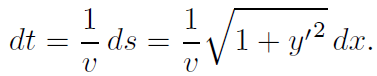 dt = \frac{1}{v} ds = \frac{1}{v} \sqrt{1 + y'^2} dx.